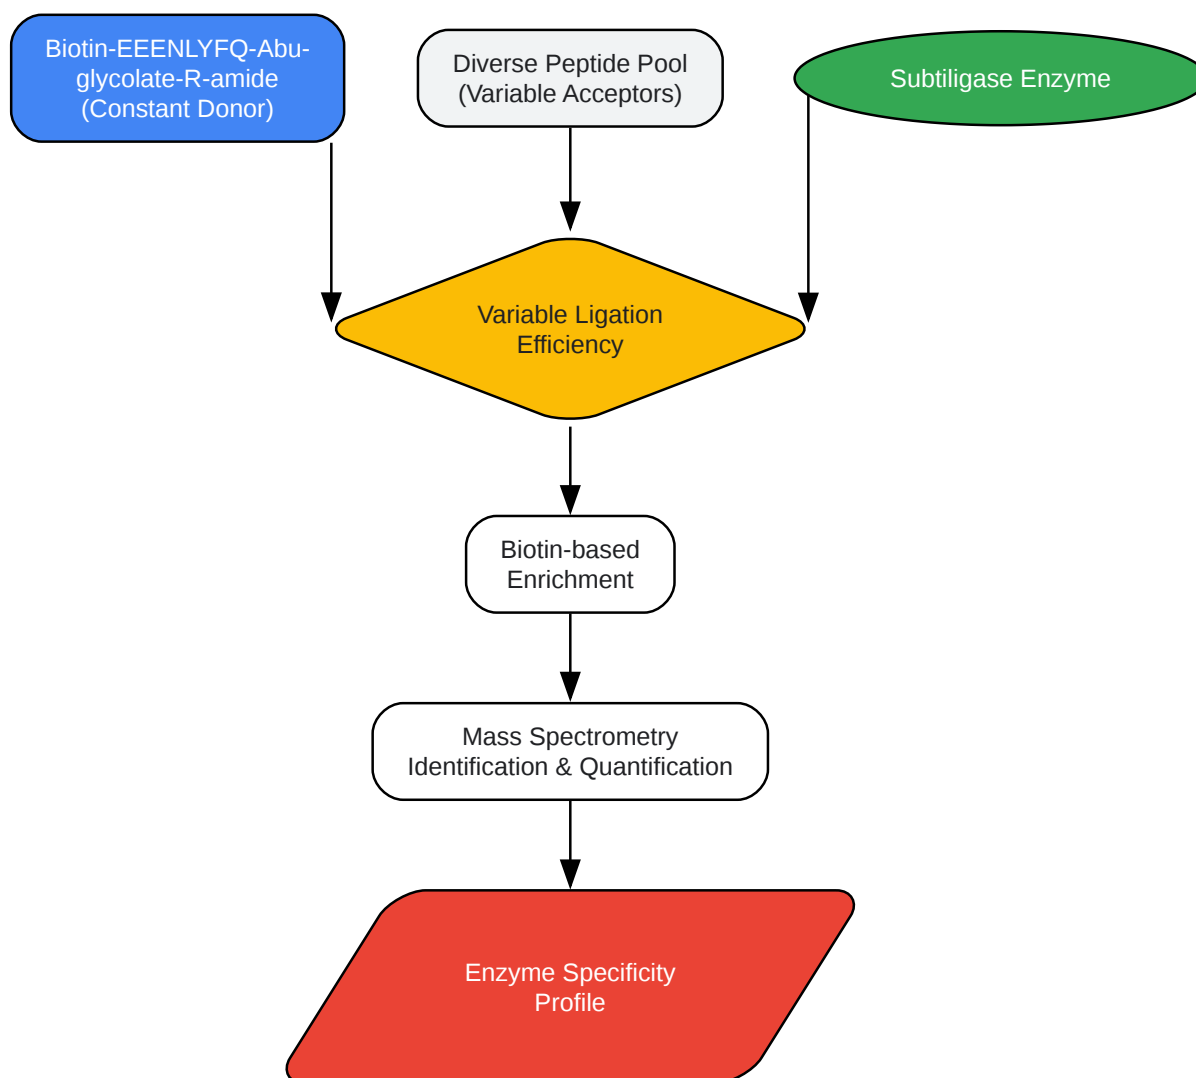 Biotin-EEENLYFQ-Abu-
glycolate-R-amide
(Constant Donor)
Diverse Peptide Pool
(Variable Acceptors)
Subtiligase Enzyme
Variable Ligation
Efficiency
Biotin-based
Enrichment
Mass Spectrometry
Identification & Quantification
Enzyme Specificity
Profile